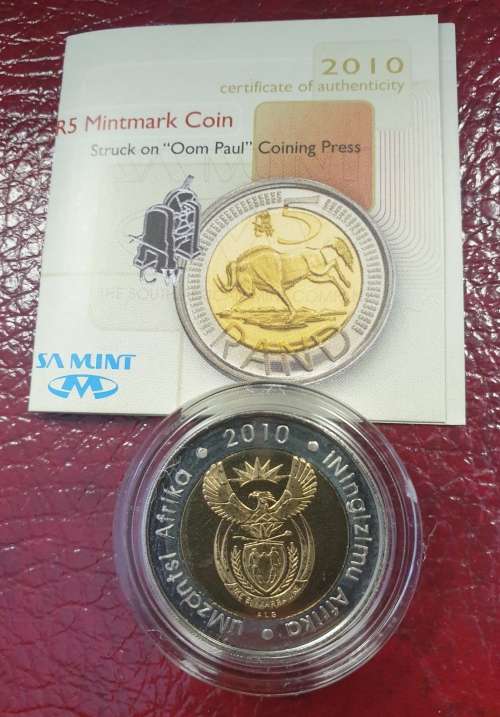 2010
certificate of authenticity
R5 Mintmark Coin
Struck on "Oom Paul" Coining Press
5
RAND
SA MINT
2010 • iNingizimu Afrika • uMzantsi Afrika •
ALS